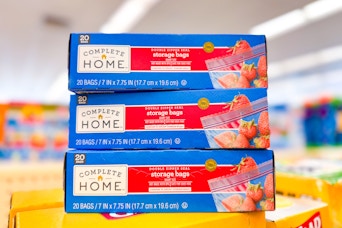 20
COMPLETE
HOME
DOUBLE ZIPPER SEAL
storage bags
20 BAGS / 7 IN x 7.75 IN (17.7 cm x 19.6 cm)
20
COMPLETE
HOME
DOUBLE ZIPPER SEAL
storage bags
20 BAGS / 7 IN x 7.75 IN (17.7 cm x 19.6 cm)
20
COMPLETE
HOME
DOUBLE ZIPPER SEAL
storage bags
20 BAGS / 7 IN x 7.75 IN (17.7 cm x 19.6 cm)